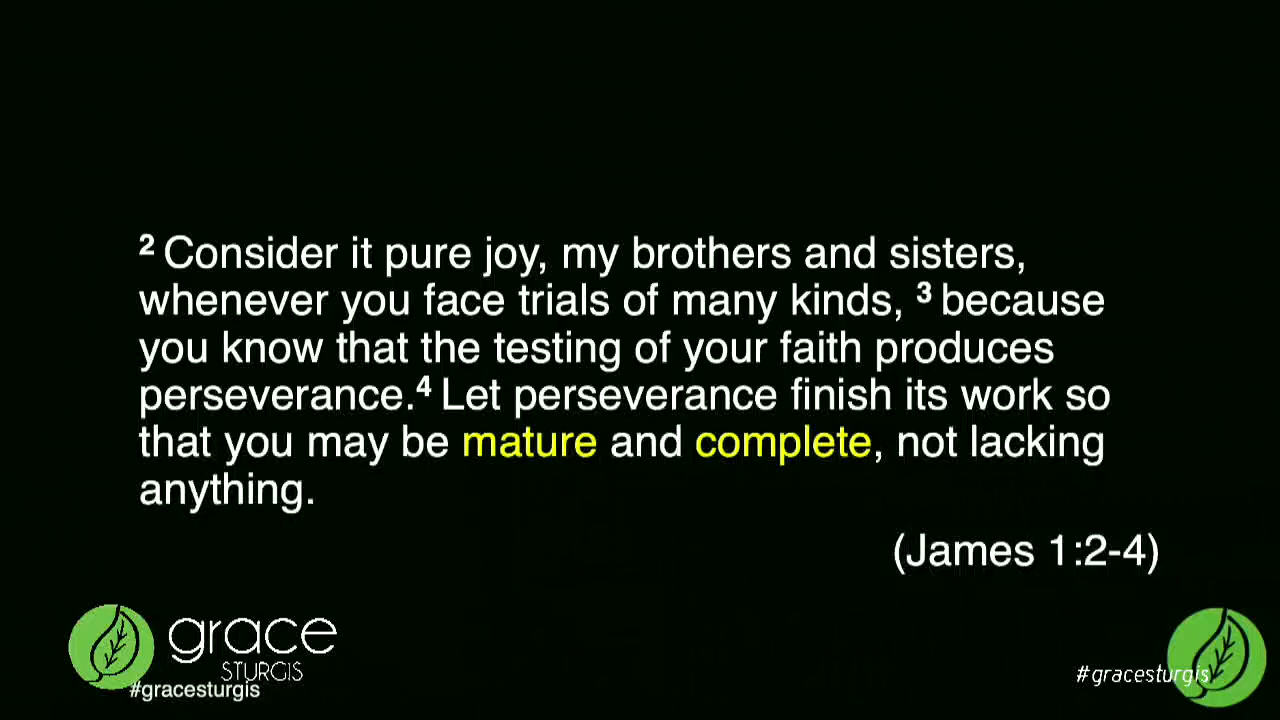 ² Consider it pure joy, my brothers and sisters,
whenever you face trials of many kinds, ³ because
you know that the testing of your faith produces
perseverance.⁴ Let perseverance finish its work so
that you may be mature and complete, not lacking
anything.
(James 1:2-4)
grace
STURGIS
#gracesturgis
#gracesturgis